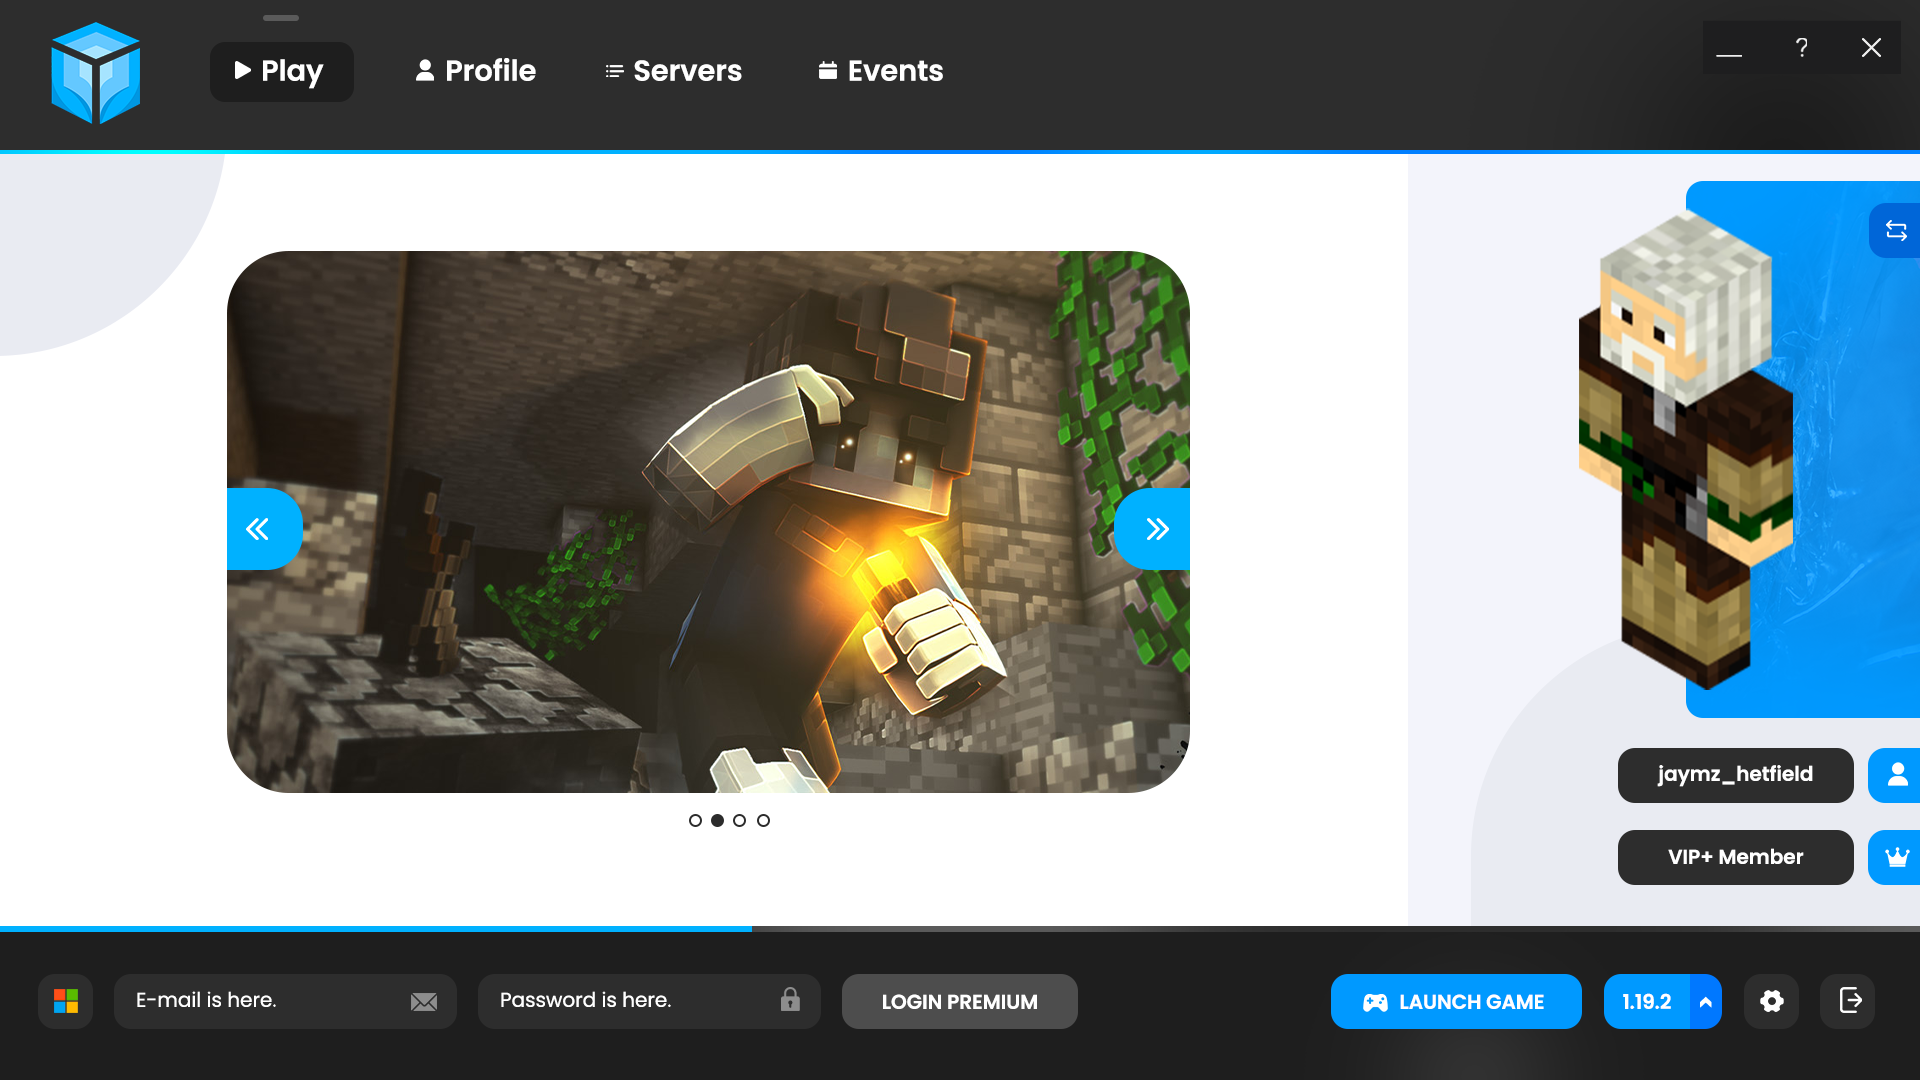 Play
Profile
Servers
Events
?
jaymz_hetfield
VIP+ Member
E-mail is here.
Password is here.
LOGIN PREMIUM
LAUNCH GAME
1.19.2